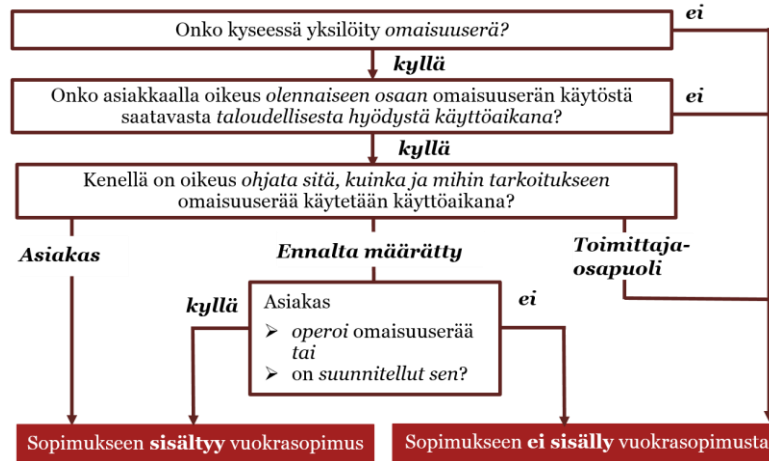 Onko kyseessä yksilöity omaisuuserä?
ei
kyllä
Onko asiakkaalla oikeus olennaiseen osaan omaisuuserän käytöstä
saatavasta taloudellisesta hyödystä käyttöaikana?
ei
kyllä
Kenellä on oikeus ohjata sitä, kuinka ja mihin tarkoitukseen
omaisuuserää käytetään käyttöaikana?
Asiakas
Ennalta määrätty
Toimittaja-
osapuoli
kyllä
Asiakas
➢ operoi omaisuuserää
tai
➢ on suunnitellut sen?
ei
Sopimukseen sisältyy vuokrasopimus
Sopimukseen ei sisälly vuokrasopimusta